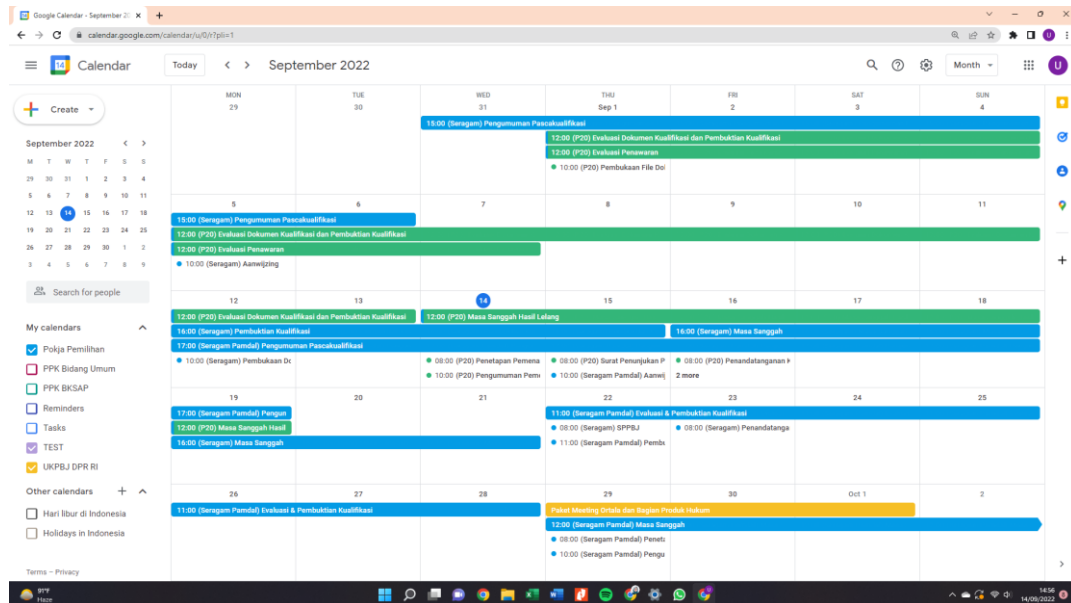 Google Calendar - September 20
calendar.google.com/calendar/u/0/r?pli=1
U
14 Calendar Today September 2022 Month U
Create
September 2022
M T W T F S S
29 30 31 1 2 3 4
5 6 7 8 9 10 11
12 13 14 15 16 17 18
19 20 21 22 23 24 25
26 27 28 29 30 1 2
3 4 5 6 7 8 9
Search for people
My calendars
Pokja Pemilihan
PPK Bidang Umum
PPK BKSAP
Reminders
Tasks
TEST
UKPBJ DPR RI
Other calendars
Hari libur di Indonesia
Holidays in Indonesia
Terms – Privacy
MON TUE WED THU FRI SAT SUN
29 30 31 Sep 1 2 3 4
15:00 (Seragam) Pengumuman Pascakualifikasi
12:00 (P20) Evaluasi Dokumen Kualifikasi dan Pembuktian Kualifikasi
12:00 (P20) Evaluasi Penawaran
10:00 (P20) Pembukaan File Do
5 6 7 8 9 10 11
15:00 (Seragam) Pengumuman Pascakualifikasi
12:00 (P20) Evaluasi Dokumen Kualifikasi dan Pembuktian Kualifikasi
12:00 (P20) Evaluasi Penawaran
10:00 (Seragam) Aanwijzing
12 13 14 15 16 17 18
12:00 (P20) Evaluasi Dokumen Kualifikasi dan Pembuktian Kualifikasi 12:00 (P20) Masa Sanggah Hasil Lelang
16:00 (Seragam) Pembuktian Kualifikasi 16:00 (Seragam) Masa Sanggah
17:00 (Seragam Pamdal) Pengumuman Pascakualifikasi
10:00 (Seragam) Pembukaan Do 08:00 (P20) Penetapan Pemena 08:00 (P20) Surat Penunjukan P 08:00 (P20) Penandatanganan K
10:00 (P20) Pengumuman Peme 10:00 (Seragam Pamdal) Aanwij 2 more
19 20 21 22 23 24 25
17:00 (Seragam Pamdal) Pengun 11:00 (Seragam Pamdal) Evaluasi & Pembuktian Kualifikasi
12:00 (P20) Masa Sanggah Hasil 08:00 (Seragam) SPPBJ 08:00 (Seragam) Penandatanga
16:00 (Seragam) Masa Sanggah 11:00 (Seragam Pamdal) Pembu
26 27 28 29 30 Oct 1 2
11:00 (Seragam Pamdal) Evaluasi & Pembuktian Kualifikasi Paket Meeting Ortala dan Bagian Produk Hukum
12:00 (Seragam Pamdal) Masa Sanggah
08:00 (Seragam Pamdal) Peneta
10:00 (Seragam Pamdal) Pengu
91°F
Haze
14:56
14/09/2022